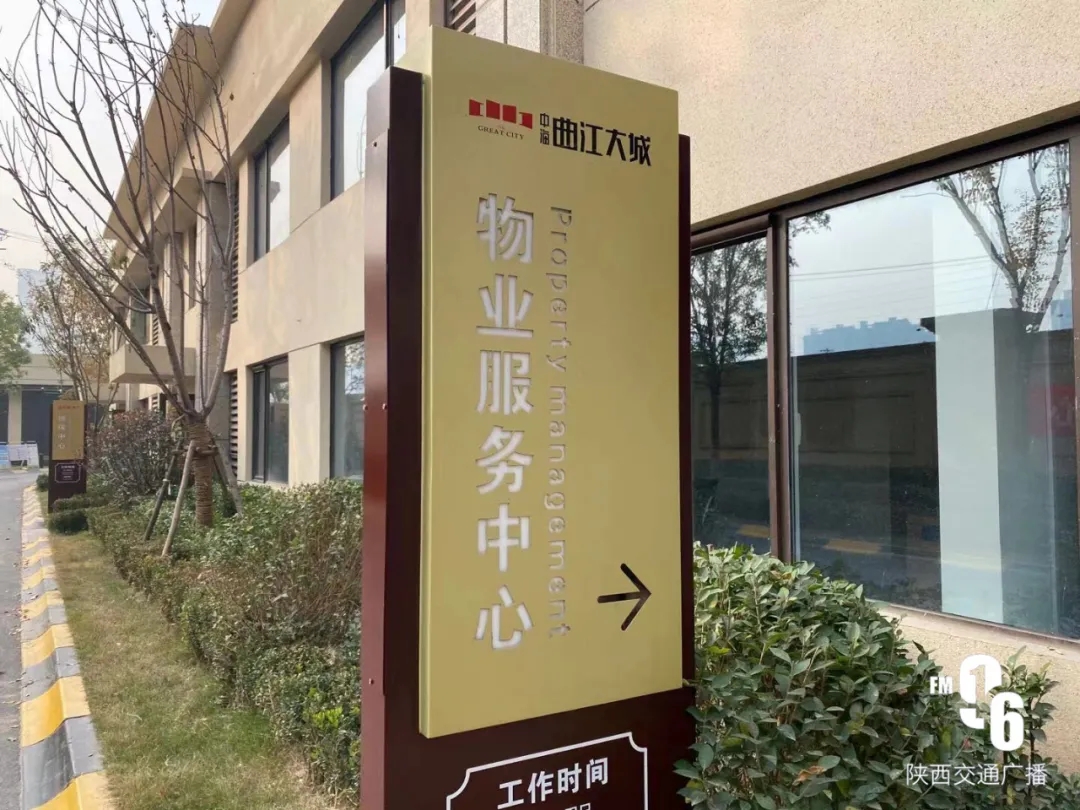 GREAT CITY
中海
曲江大城
物业服务中心
Property management
工作时间
FM 96
陕西交通广播